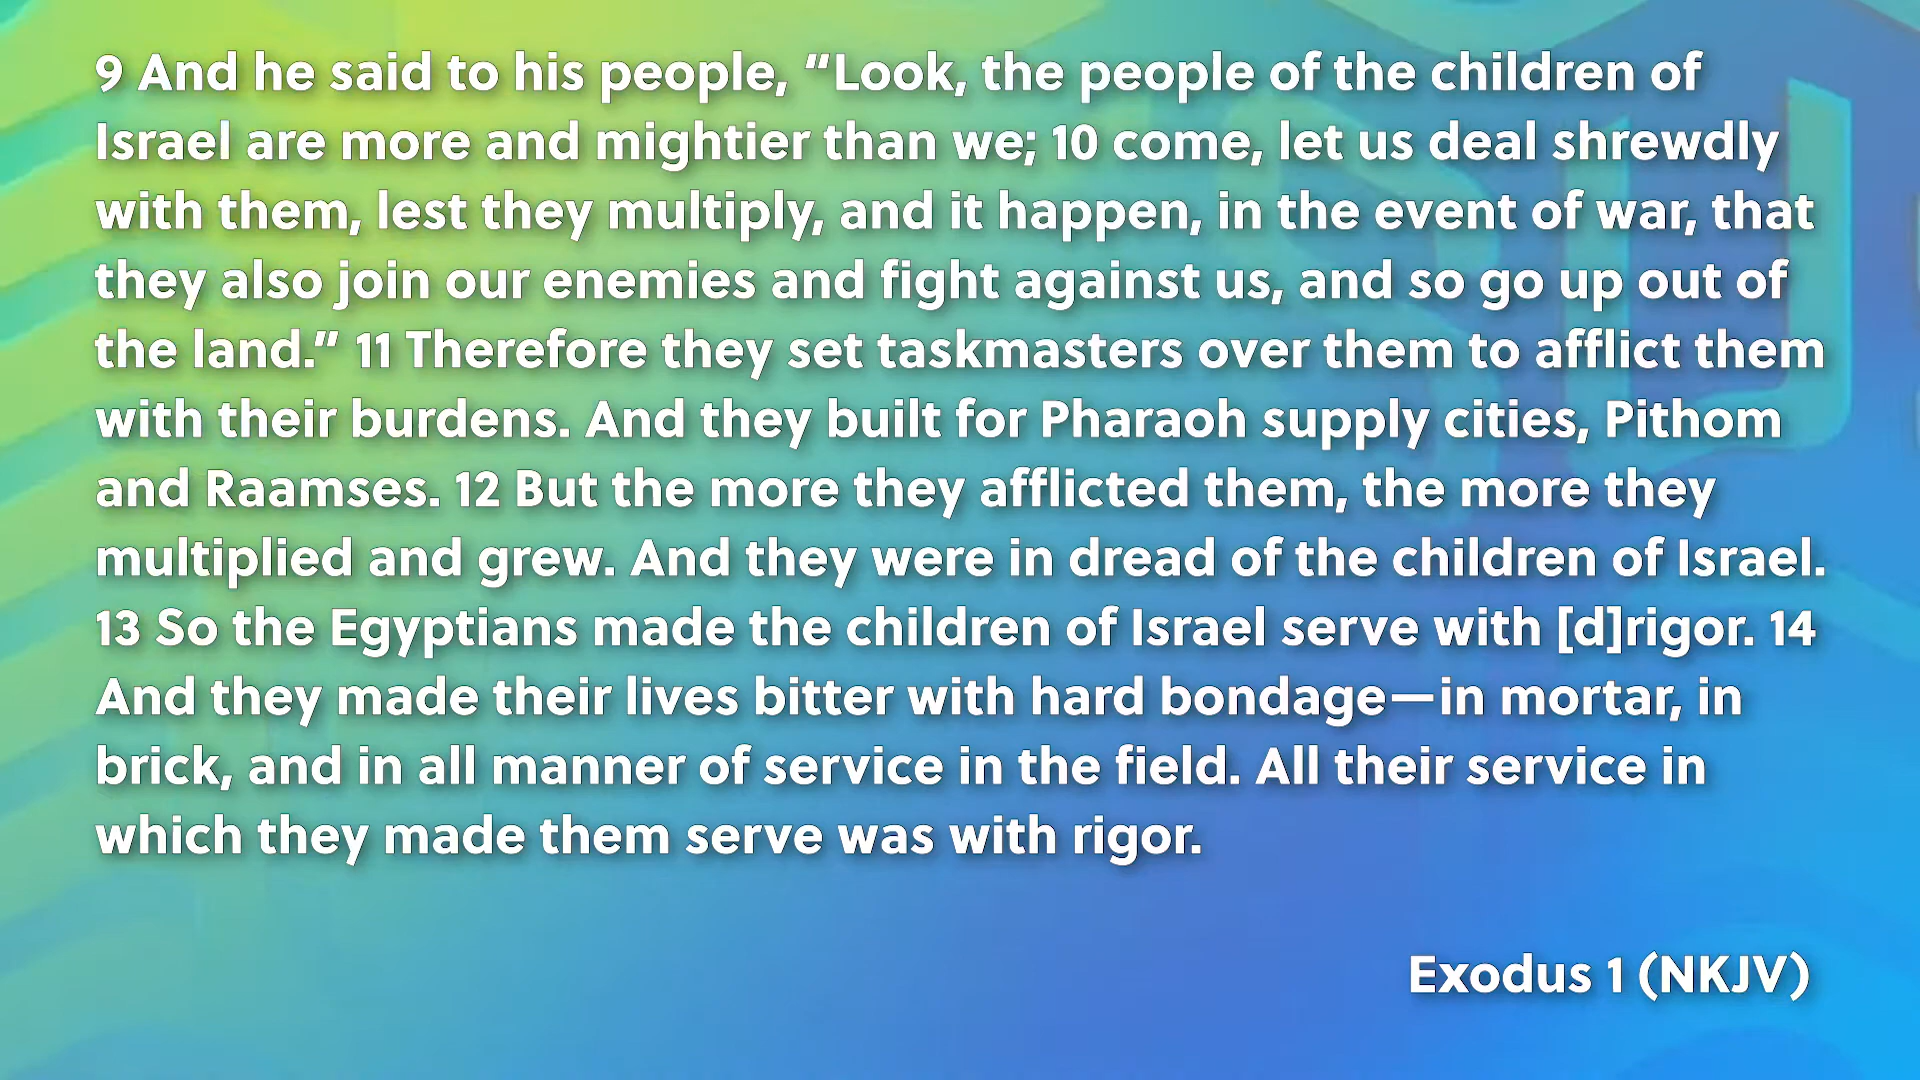 9 And he said to his people, “Look, the people of the children of
Israel are more and mightier than we; 10 come, let us deal shrewdly
with them, lest they multiply, and it happen, in the event of war, that
they also join our enemies and fight against us, and so go up out of
the land.” 11 Therefore they set taskmasters over them to afflict them
with their burdens. And they built for Pharaoh supply cities, Pithom
and Raamses. 12 But the more they afflicted them, the more they
multiplied and grew. And they were in dread of the children of Israel.
13 So the Egyptians made the children of Israel serve with [d]rigor. 14
And they made their lives bitter with hard bondage—in mortar, in
brick, and in all manner of service in the field. All their service in
which they made them serve was with rigor.
Exodus 1 (NKJV)